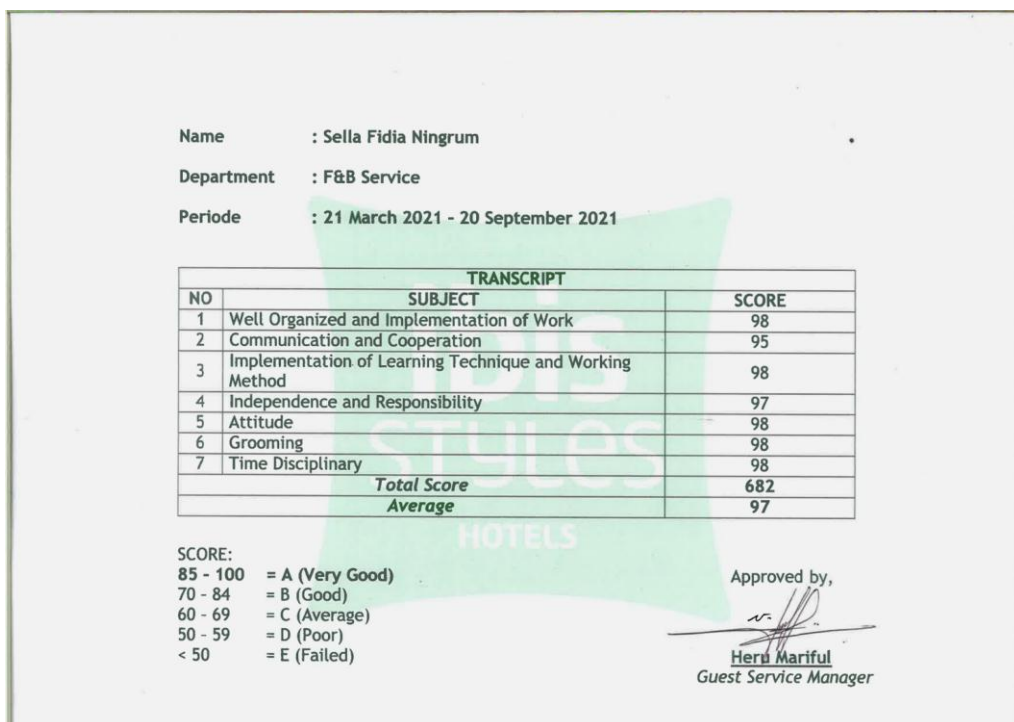 Name : Sella Fidia Ningrum
Department : F&B Service
Periode : 21 March 2021 - 20 September 2021
TRANSCRIPT
NO SUBJECT SCORE
1 Well Organized and Implementation of Work 98
2 Communication and Cooperation 95
3 Implementation of Learning Technique and Working
Method 98
4 Independence and Responsibility 97
5 Attitude 98
6 Grooming 98
7 Time Disciplinary 98
Total Score 682
Average 97
ibis
STYLES
HOTELS
SCORE:
85 - 100 = A (Very Good)
70 - 84 = B (Good)
60 - 69 = C (Average)
50 - 59 = D (Poor)
< 50 = E (Failed)
Approved by,
Heru Mariful
Guest Service Manager